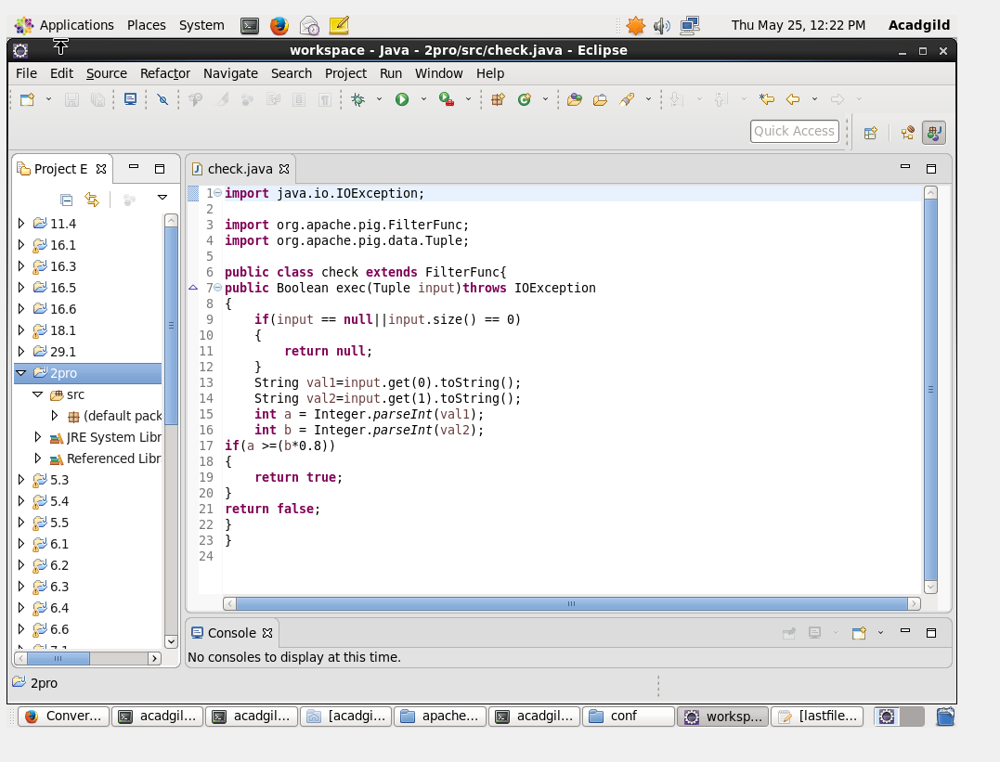 Applications Places System Thu May 25, 12:22 PM Acadgild
workspace - Java - 2pro/src/check.java - Eclipse
File Edit Source Refactor Navigate Search Project Run Window Help
Quick Access
Project E
11.4
16.1
16.3
16.5
16.6
18.1
29.1
2pro
src
(default pack
JRE System Libr
Referenced Libr
5.3
5.4
5.5
6.1
6.2
6.3
6.4
6.6
7.1
check.java
1 import java.io.IOException;
2
3 import org.apache.pig.FilterFunc;
4 import org.apache.pig.data.Tuple;
5
6 public class check extends FilterFunc{
7 public Boolean exec(Tuple input)throws IOException
8 {
9     if(input == null||input.size() == 0)
10     {
11         return null;
12     }
13     String val1=input.get(0).toString();
14     String val2=input.get(1).toString();
15     int a = Integer.parseInt(val1);
16     int b = Integer.parseInt(val2);
17 if(a >=(b*0.8))
18 {
19     return true;
20 }
21 return false;
22 }
23 }
24
Console
No consoles to display at this time.
2pro
Conver... acadgil... acadgil... [acadgi... apache... acadgil... conf worksp... [lastfile...